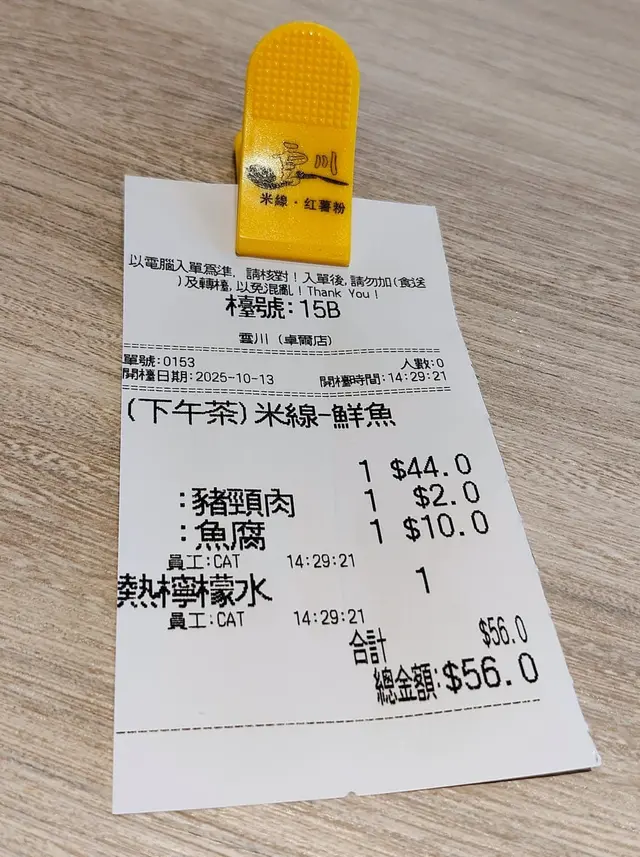 雲川
米線·红薯粉
以電腦入單為準，請核對！入單後,請勿加(食送
)及轉檯,以免混亂！Thank You！
檯號：15B
雲川 (卓爾店)
單號:0153 人數:0
開檯日期:2025-10-13 開檯時間:14:29:21
(下午茶)米線-鮮魚
1 $44.0
:豬頸肉 1 $2.0
:魚腐 1 $10.0
員工:CAT 14:29:21
熱檸檬水 1
員工:CAT 14:29:21
合計 $56.0
總金額:$56.0